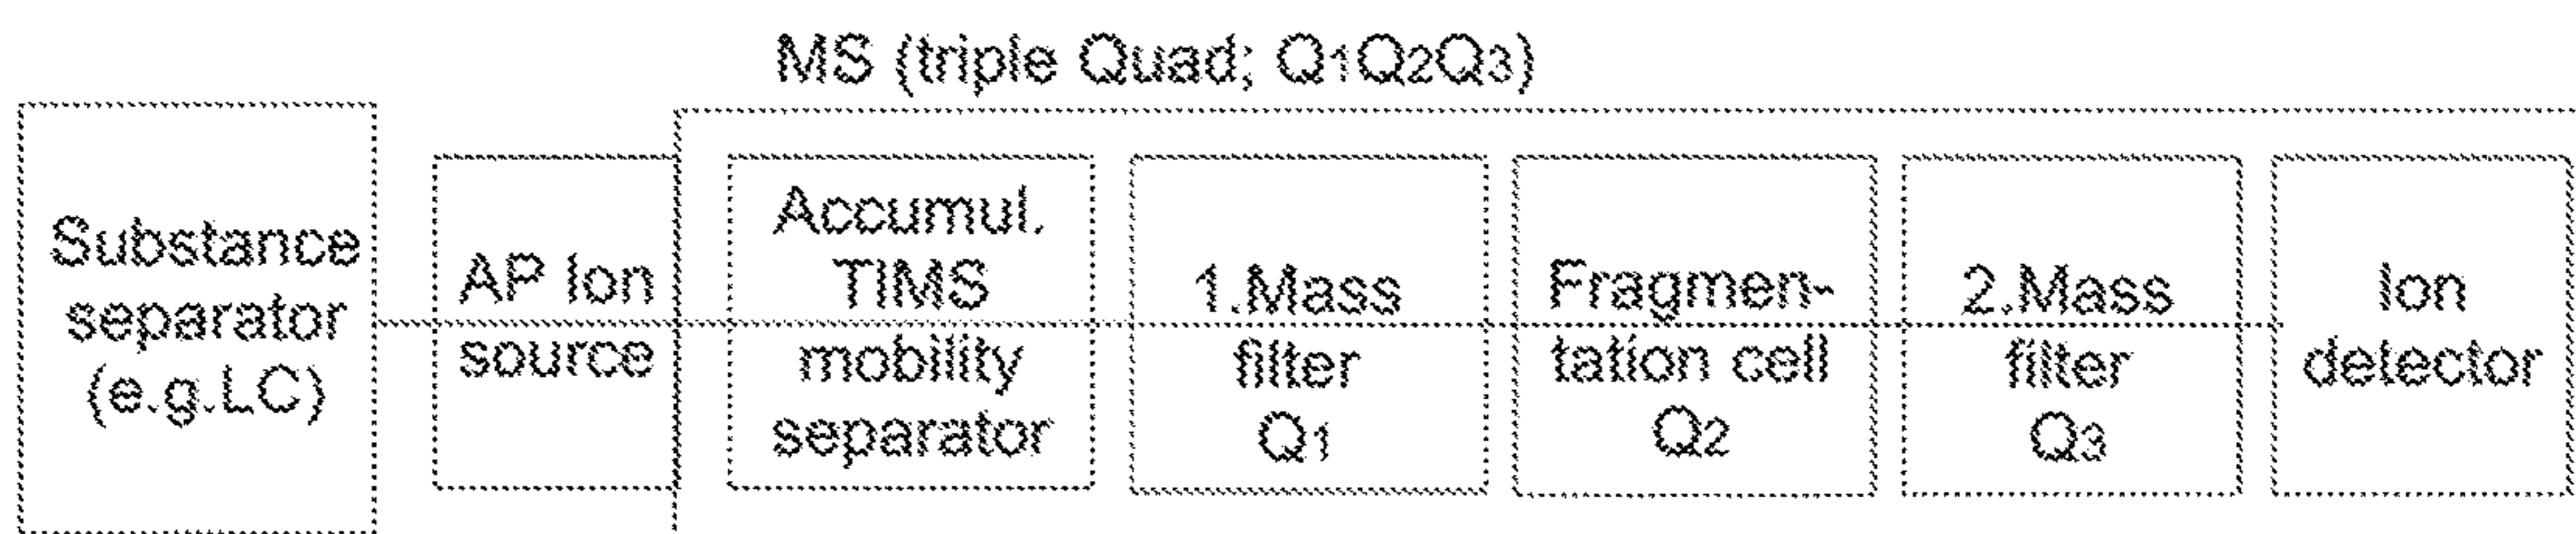 MS (triple Quad; Q1Q2Q3)
Substance
separator
(e.g.LC)
AP Ion
source
Accumul.
TIMS
mobility
separator
1.Mass
filter
Q1
Fragmen-
tation cell
Q2
2.Mass
filter
Q3
Ion
detector